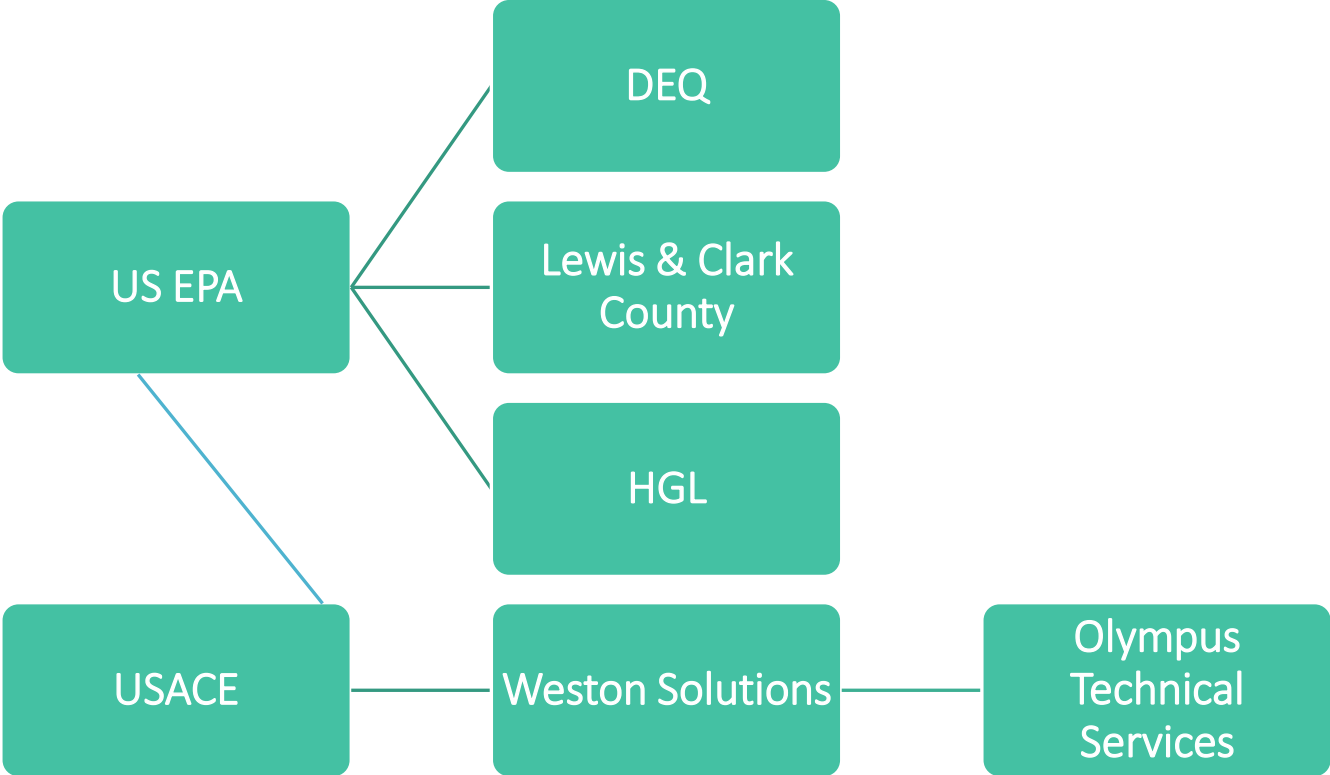 DEQ
US EPA
Lewis & Clark
County
HGL
USACE
Weston Solutions
Olympus
Technical
Services